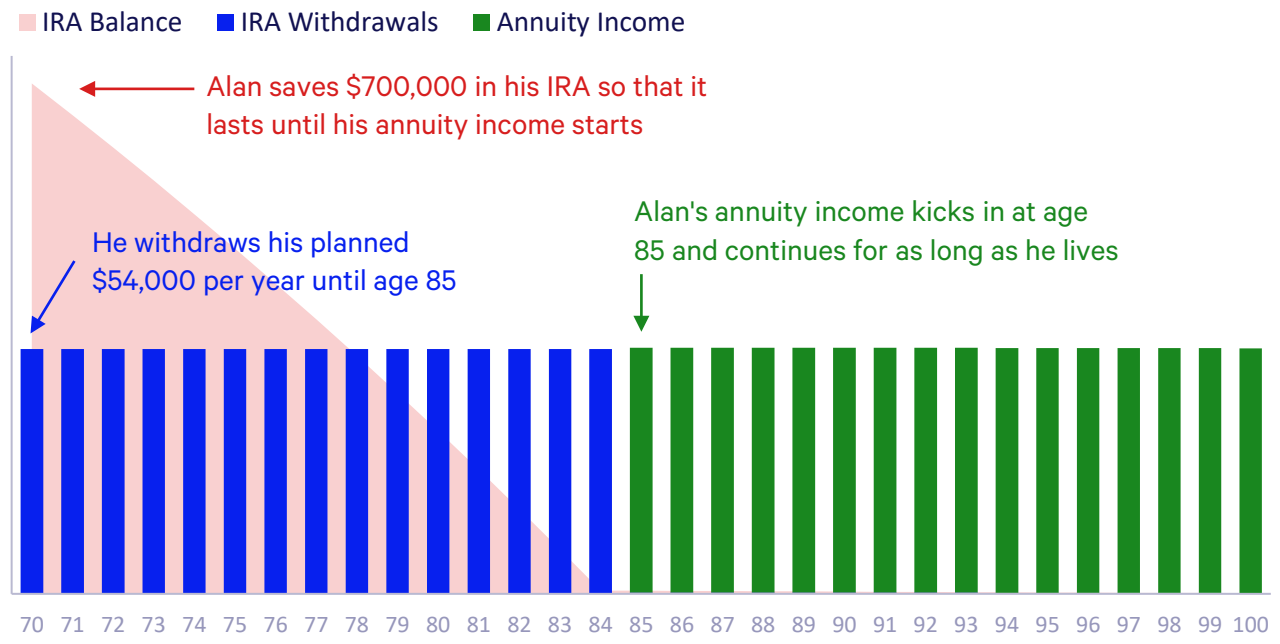 IRA Balance IRA Withdrawals Annuity Income
Alan saves $700,000 in his IRA so that it
lasts until his annuity income starts
He withdraws his planned
$54,000 per year until age 85
Alan's annuity income kicks in at age
85 and continues for as long as he lives
70 71 72 73 74 75 76 77 78 79 80 81 82 83 84 85 86 87 88 89 90 91 92 93 94 95 96 97 98 99 100